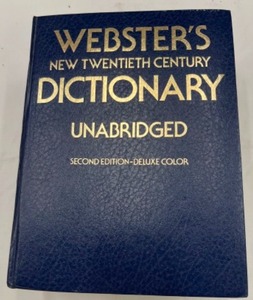 WEBSTER'S
NEW TWENTIETH CENTURY
DICTIONARY
UNABRIDGED
SECOND EDITION-DELUXE COLOR